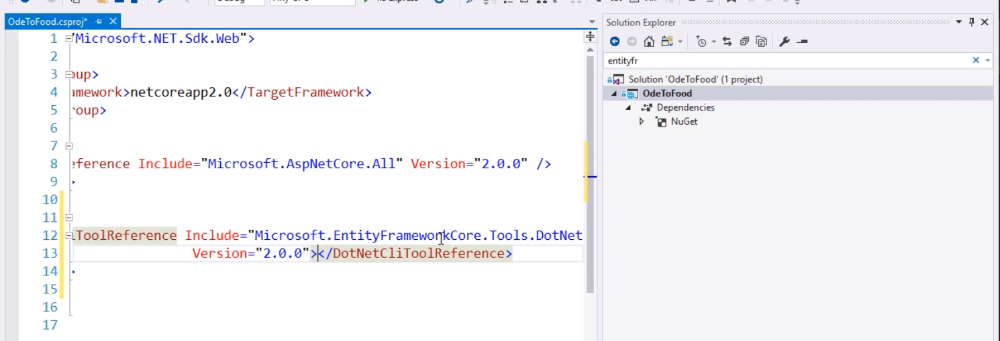 OdeToFood.csproj*
1 "Microsoft.NET.Sdk.Web">
2
3 oup>
4 amework>netcoreapp2.0</TargetFramework>
5 roup>
6
7
8 eference Include="Microsoft.AspNetCore.All" Version="2.0.0" />
9 >
10
11
12 iToolReference Include="Microsoft.EntityFrameworkCore.Tools.DotNet
13 Version="2.0.0"></DotNetCliToolReference>
14 >
15
16
17
Solution Explorer
entityfr
Solution 'OdeToFood' (1 project)
OdeToFood
Dependencies
NuGet